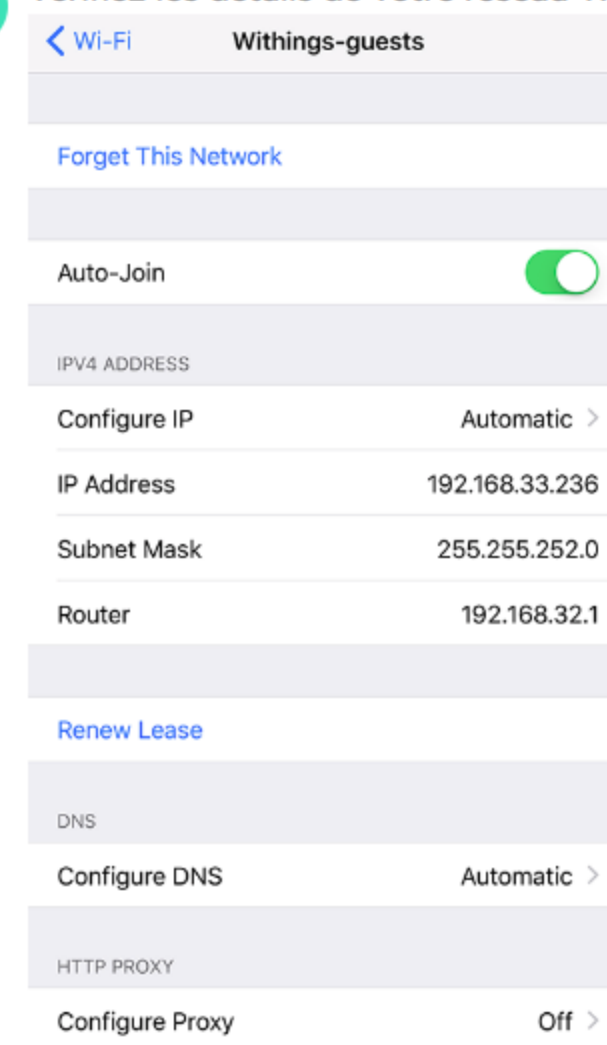 Wi-Fi Withings-guests
Forget This Network
Auto-Join
IPV4 ADDRESS
Configure IP Automatic
IP Address 192.168.33.236
Subnet Mask 255.255.252.0
Router 192.168.32.1
Renew Lease
DNS
Configure DNS Automatic
HTTP PROXY
Configure Proxy Off